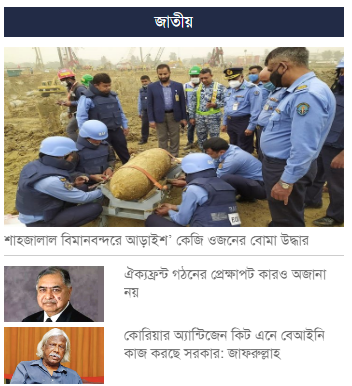 জাতীয়
শাহজালাল বিমানবন্দরে আড়াইশ’ কেজি ওজনের বোমা উদ্ধার
ঐক্যফ্রন্ট গঠনের প্রেক্ষাপট কারও অজানা
নয়
কোরিয়ার অ্যান্টিজেন কিট এনে বেআইনি
কাজ করছে সরকার: জাফরুল্লাহ